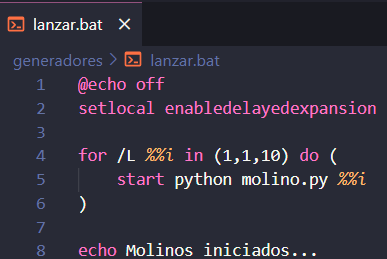 lanzar.bat
generadores > lanzar.bat
1 @echo off
2 setlocal enabledelayedexpansion
3
4 for /L %%i in (1,1,10) do (
5     start python molino.py %%i
6 )
7
8 echo Molinos iniciados...